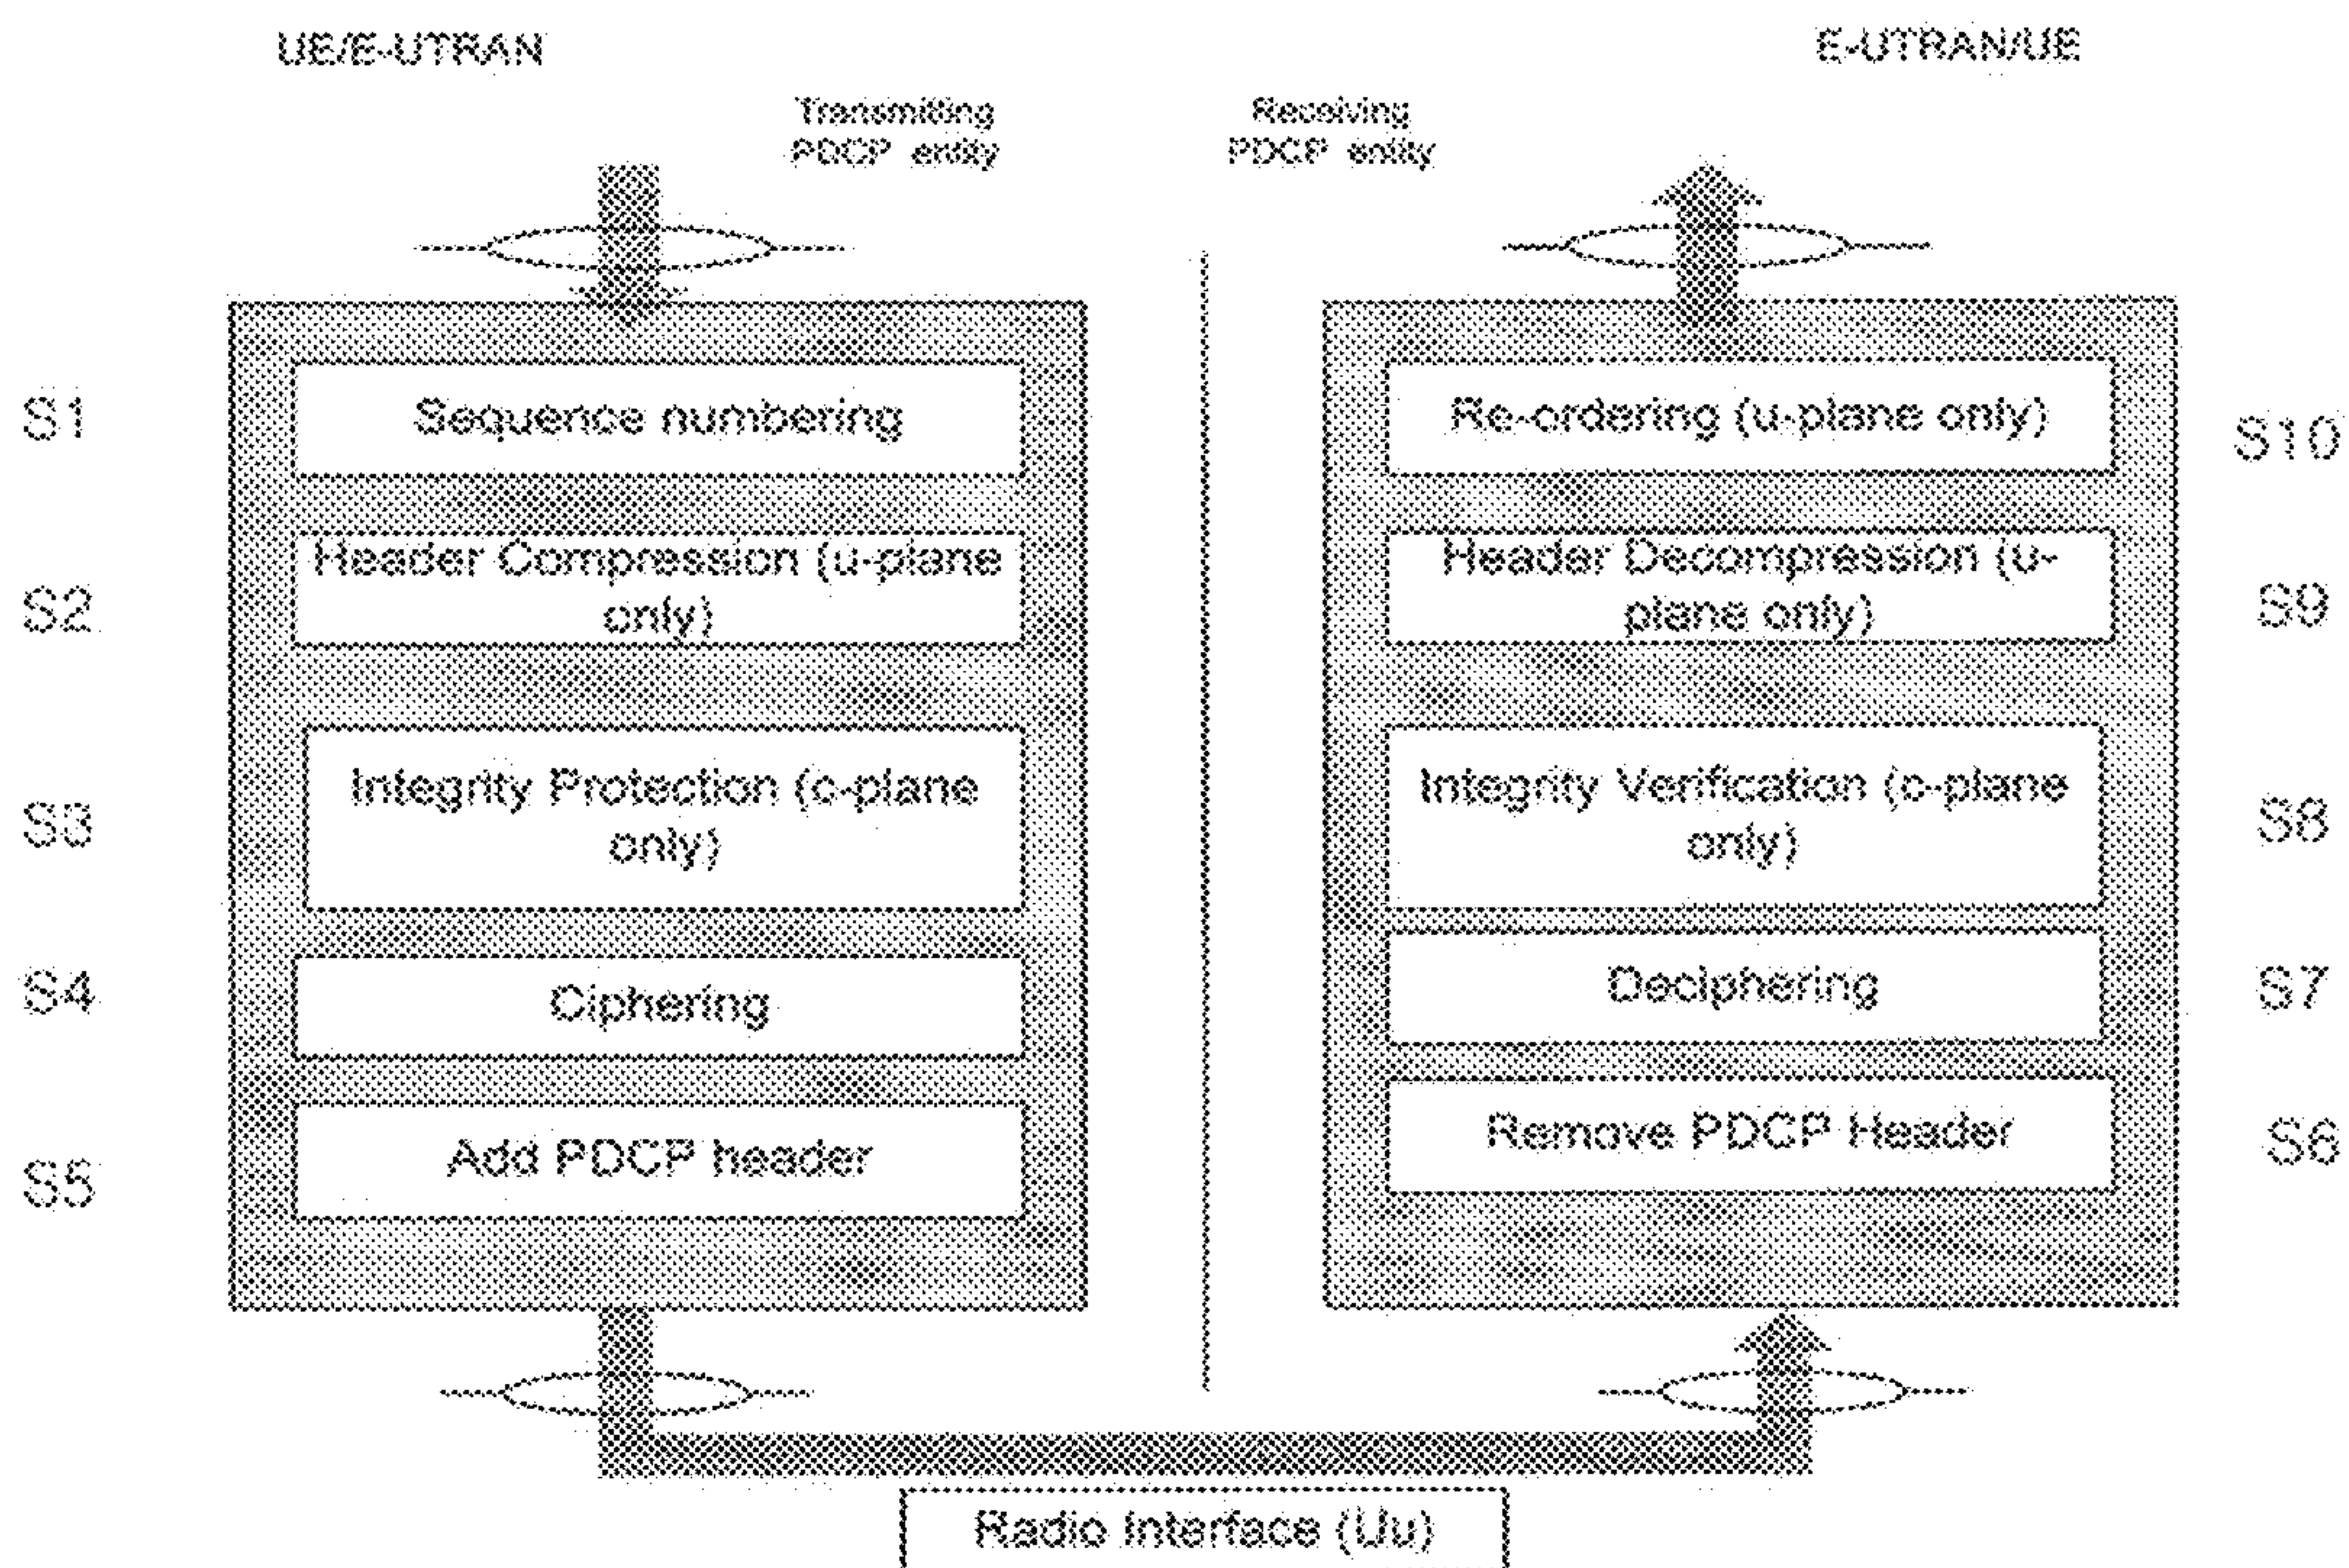 UE/E-UTRAN
E-UTRAN/UE
Transmitting
PDCP entity
Receiving
PDCP entity
S1
Sequence numbering
S2
Header Compression (u-plane
only)
S3
Integrity Protection (c-plane
only)
S4
Ciphering
S5
Add PDCP header
Re-ordering (u-plane only)
S10
Header Decompression (u-
plane only)
S9
Integrity Verification (c-plane
only)
S8
Deciphering
S7
Remove PDCP Header
S6
Radio Interface (Uu)